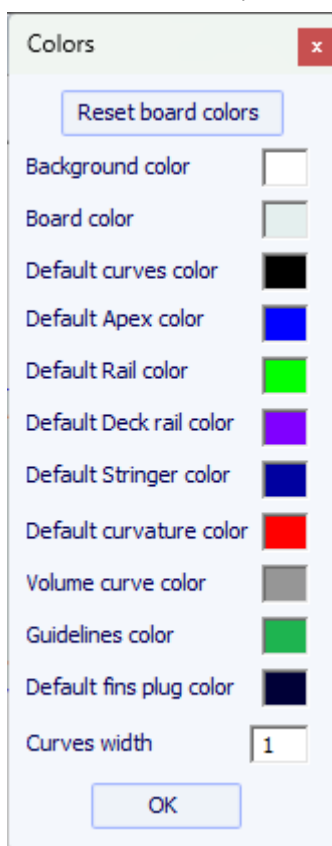 Colors
x
Reset board colors
Background color
Board color
Default curves color
Default Apex color
Default Rail color
Default Deck rail color
Default Stringer color
Default curvature color
Volume curve color
Guidelines color
Default fins plug color
Curves width 1
OK